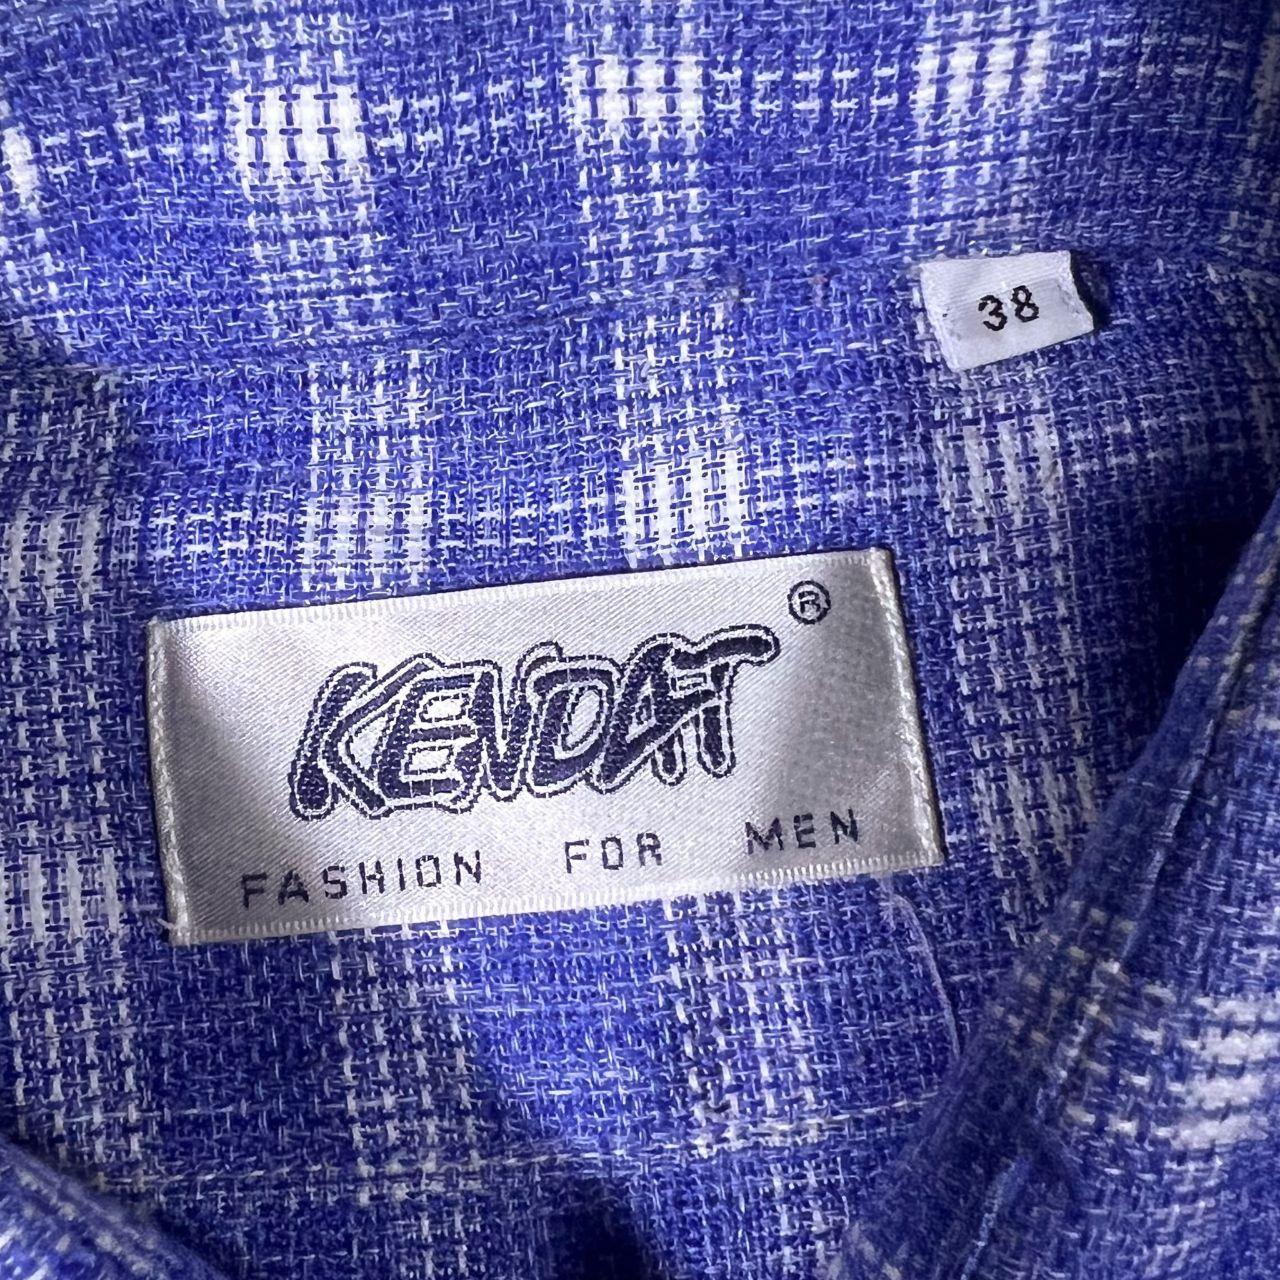 38
®
KENDAT
FASHION FOR MEN